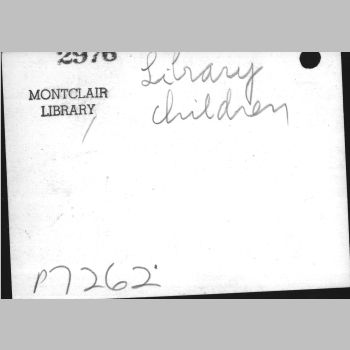 2976
Library
MONTCLAIR
LIBRARY
children
P7262